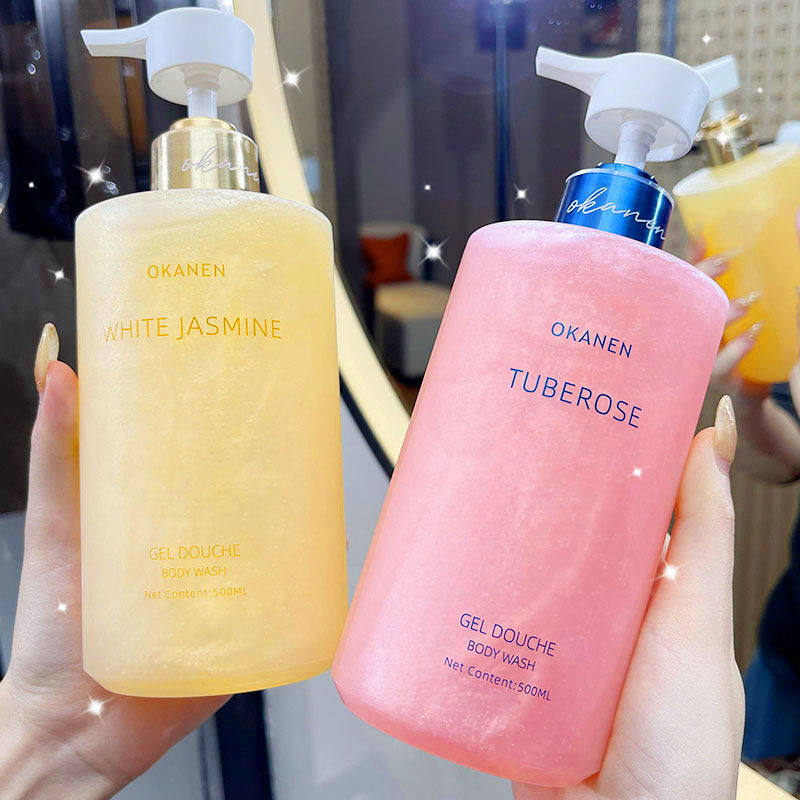 okanen
OKANEN
WHITE JASMINE
GEL DOUCHE
BODY WASH
Net Content:500ML
okanen
OKANEN
TUBEROSE
GEL DOUCHE
BODY WASH
Net Content:500ML